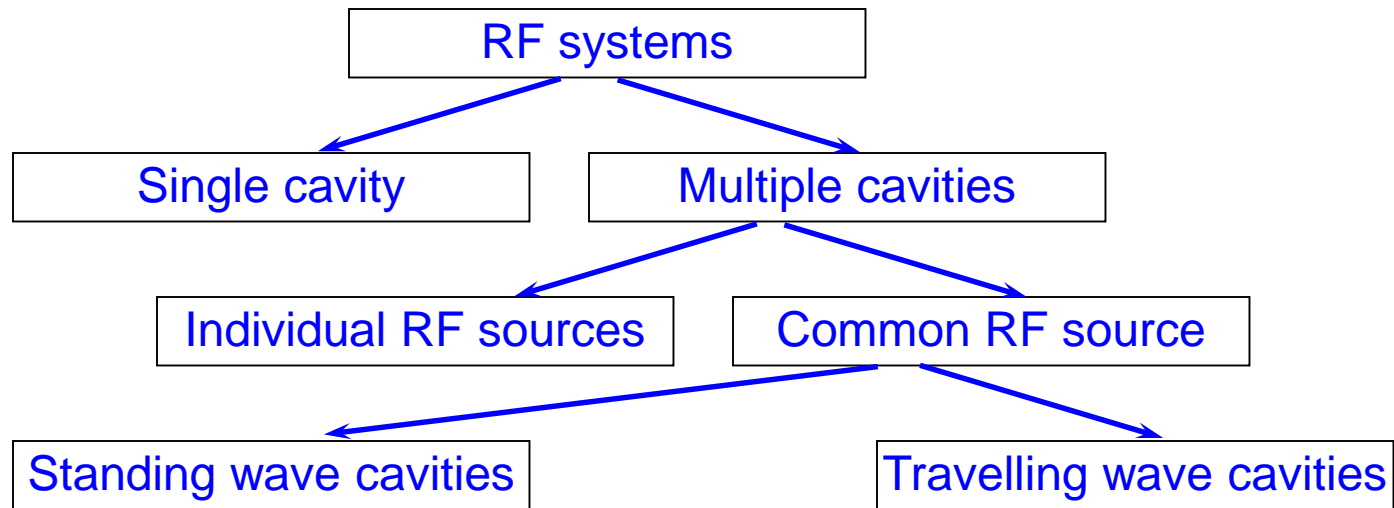 RF systems
Single cavity
Multiple cavities
Individual RF sources
Common RF source
Standing wave cavities
Travelling wave cavities